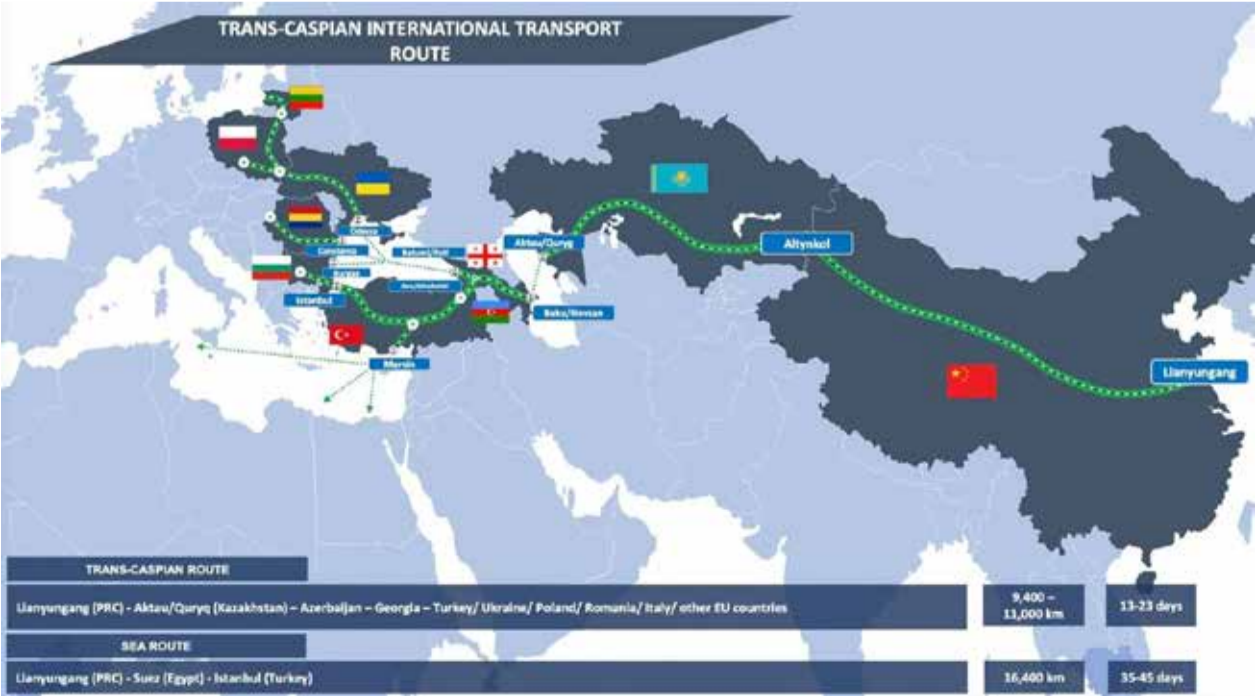 TRANS-CASPIAN INTERNATIONAL TRANSPORT
ROUTE
Odessa
Constanta
Batumi/Poti
Aktau/Quryq
Altynkol
Burgas
Istanbul
Baku/
Mersin
Lianyungang
TRANS-CASPIAN ROUTE
Lianyungang (PRC) - Aktau/Quryq (Kazakhstan) – Azerbaijan – Georgia – Turkey/ Ukraine/ Poland/ Romania/ Italy/ other EU countries
9,400 –
11,000 km
13-23 days
SEA ROUTE
Lianyungang (PRC) - Suez (Egypt) - Istanbul (Turkey)
16,400 km
35-45 days